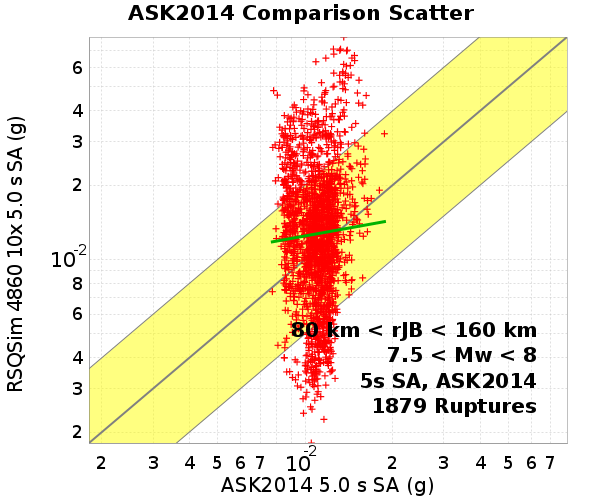 ASK2014 Comparison Scatter
RSQSim 4860 10x 5.0 s SA (g)
6
4
3
2
10-2
8
6
4
3
2
80 km < rJB < 160 km
7.5 < Mw < 8
5s SA, ASK2014
1879 Ruptures
2 3 4 5 6 7 10-2 2 3 4 5 6 7
ASK2014 5.0 s SA (g)